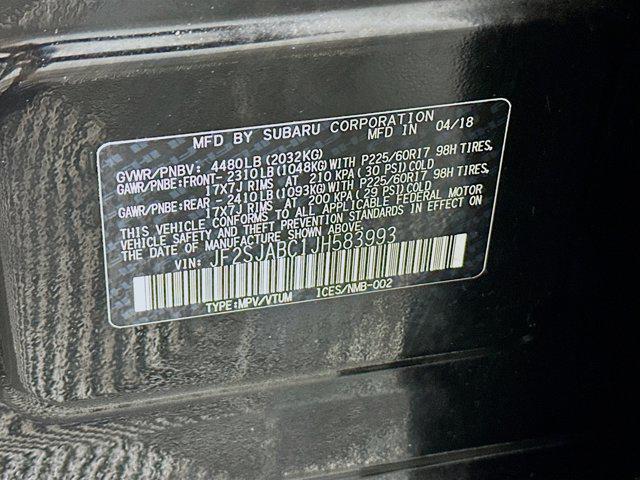 MFD BY SUBARU CORPORATION
MFD IN 04/18
GVWR/PNBV: 4480LB(2032KG)
GAWR/PNBE:FRONT-2310LB(1048KG)WITH P225/60R17 98H TIRES,
17X7J RIMS AT 210 KPA(30 PSI)COLD
GAWR/PNBE:REAR -2410LB(1093KG)WITH P225/60R17 98H TIRES,
17X7J RIMS AT 200 KPA(29 PSI)COLD
THIS VEHICLE CONFORMS TO ALL APPLICABLE FEDERAL MOTOR
VEHICLE SAFETY AND THEFT PREVENTION STANDARDS IN EFFECT ON
THE DATE OF MANUFACTURE SHOWN ABOVE.
VIN: JF2SJABC1JH583993
TYPE:MPV/VTUM ICES/NMB-002